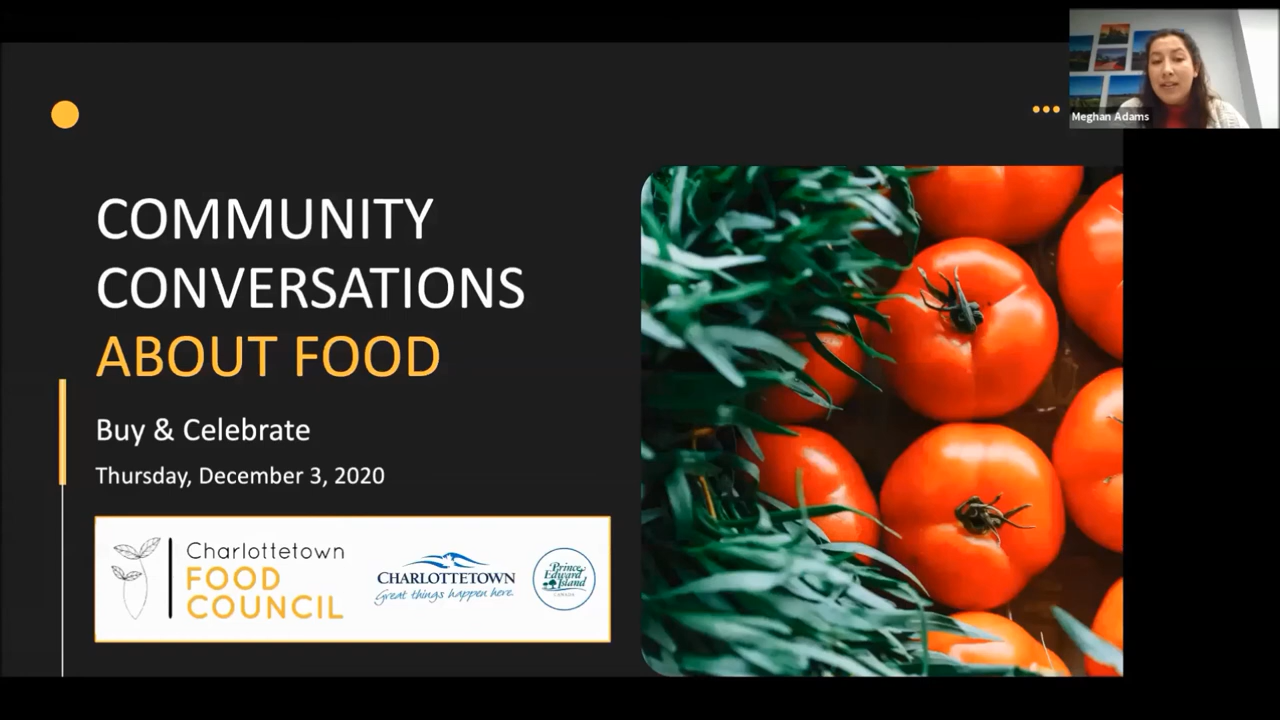 Meghan Adams
COMMUNITY
CONVERSATIONS
ABOUT FOOD
Buy & Celebrate
Thursday, December 3, 2020
Charlottetown
FOOD
COUNCIL
CHARLOTTETOWN
Great things happen here
Prince
Edward
Island
CANADA